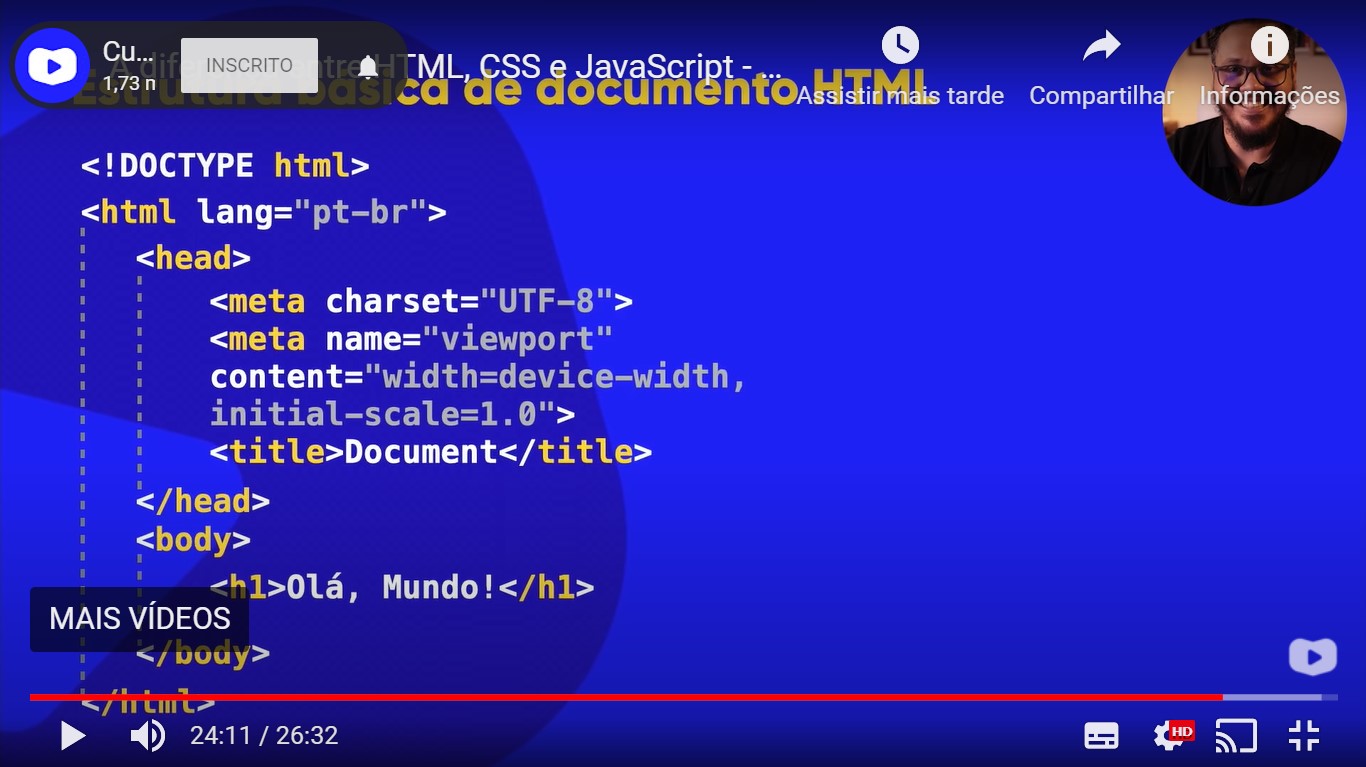 Cu...
1,73 n
INSCRITO
A diferença entre HTML, CSS e JavaScript - ...
Assistir mais tarde
Compartilhar
Informações
Estrutura básica de documento HTML
<!DOCTYPE html>
<html lang="pt-br">
<head>
<meta charset="UTF-8">
<meta name="viewport"
content="width=device-width,
initial-scale=1.0">
<title>Document</title>
</head>
<body>
<h1>Olá, Mundo!</h1>
MAIS VÍDEOS
</body>
</html>
24:11 / 26:32
HD